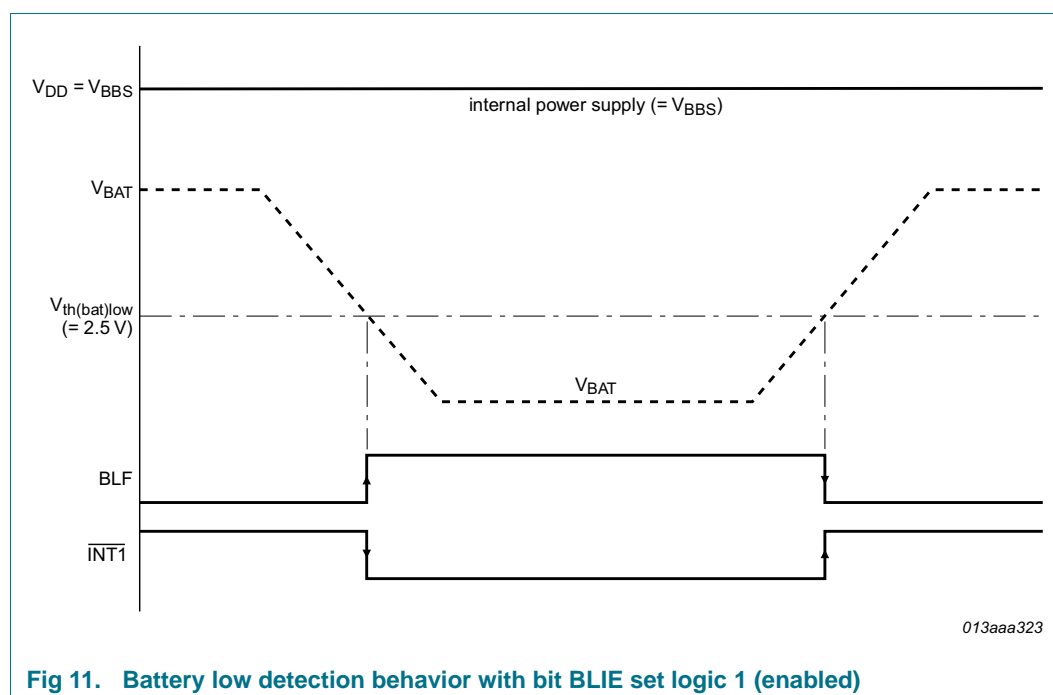 VDD = VBBS
internal power supply (= VBBS)
VBAT
Vth(bat)low
(= 2.5 V)
VBAT
BLF
INT1
013aaa323
Fig 11. Battery low detection behavior with bit BLIE set logic 1 (enabled)